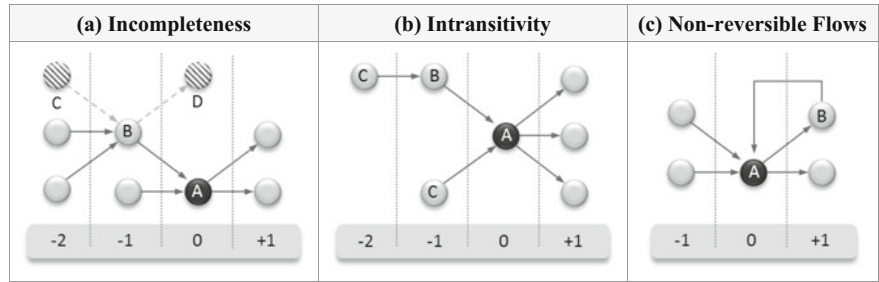 (a) Incompleteness
(b) Intransitivity
(c) Non-reversible Flows
C
D
B
A
-2 -1 0 +1
C
B
A
C
-2 -1 0 +1
B
A
-1 0 +1